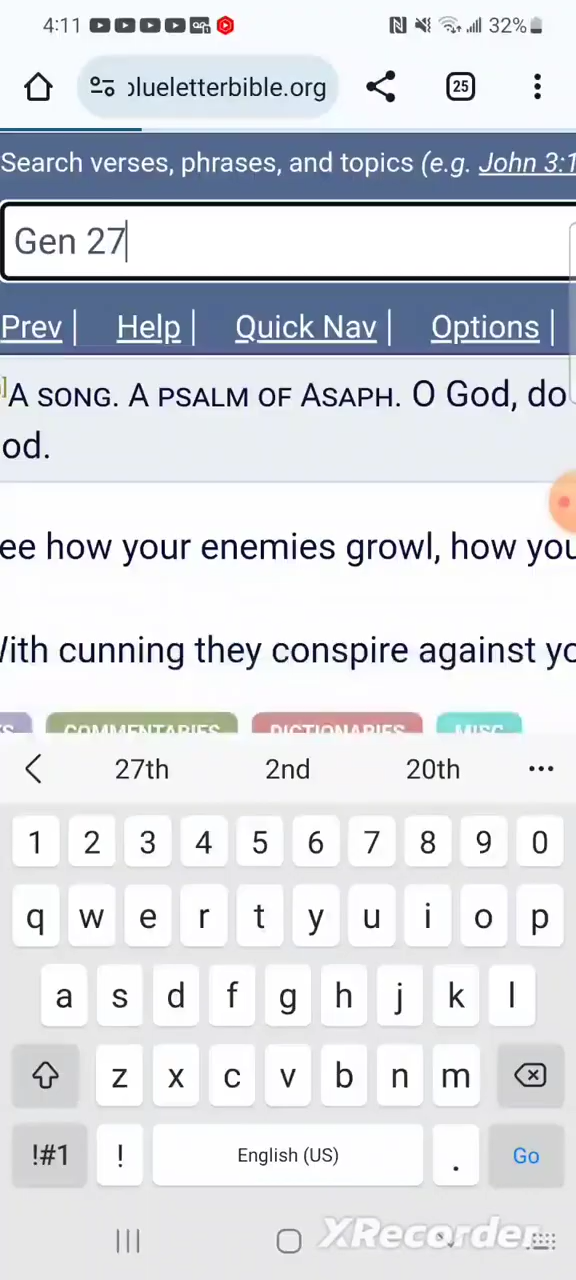 4:11 32%
blueletterbible.org 25
Search verses, phrases, and topics (e.g. John 3:1
Gen 27
Prev | Help | Quick Nav | Options |
A SONG. A PSALM OF ASAPH. O God, do
od.
ee how your enemies growl, how you
With cunning they conspire against yo
COMMENTARIES DICTIONARIES MISC
27th 2nd 20th
1 2 3 4 5 6 7 8 9 0
q w e r t y u i o p
a s d f g h j k l
z x c v b n m
!#1 ! English (US) . Go
XRecorder